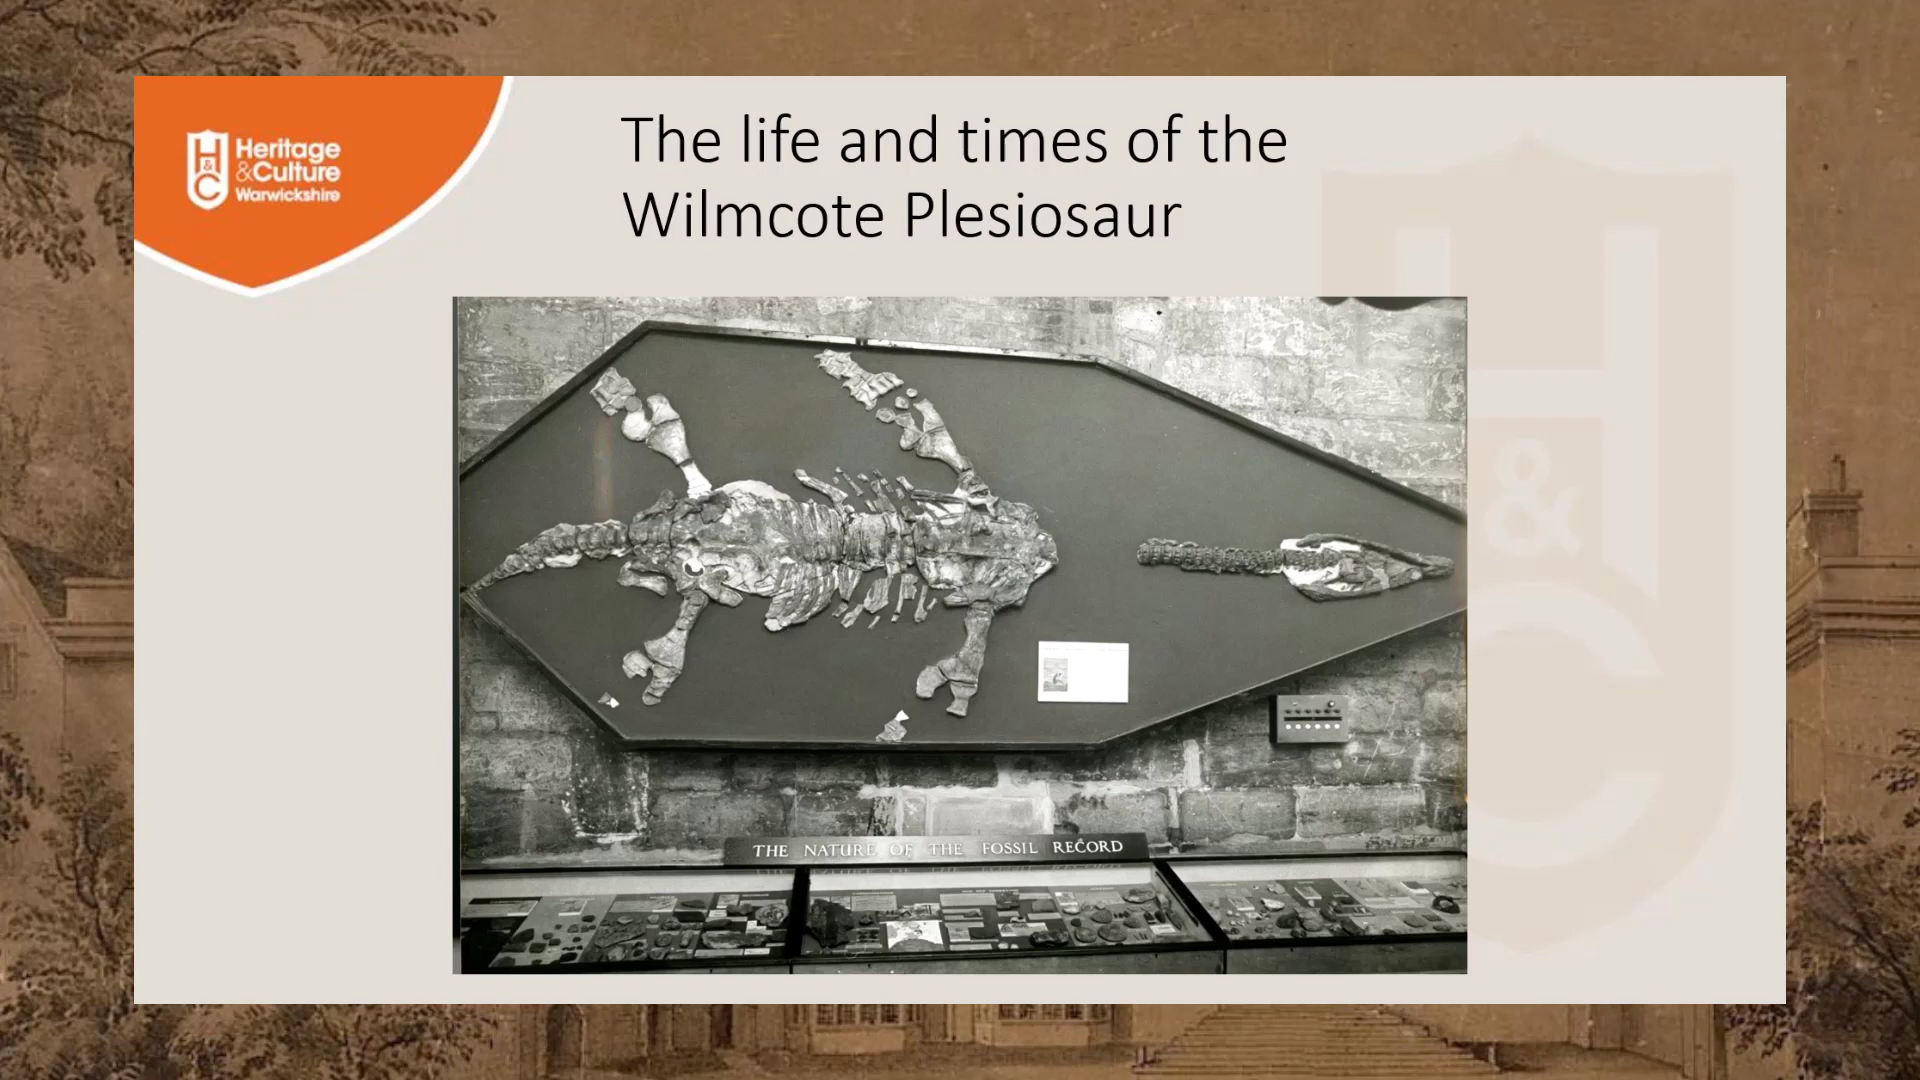 Heritage
&Culture
Warwickshire
The life and times of the
Wilmcote Plesiosaur
THE NATURE OF THE FOSSIL RECORD